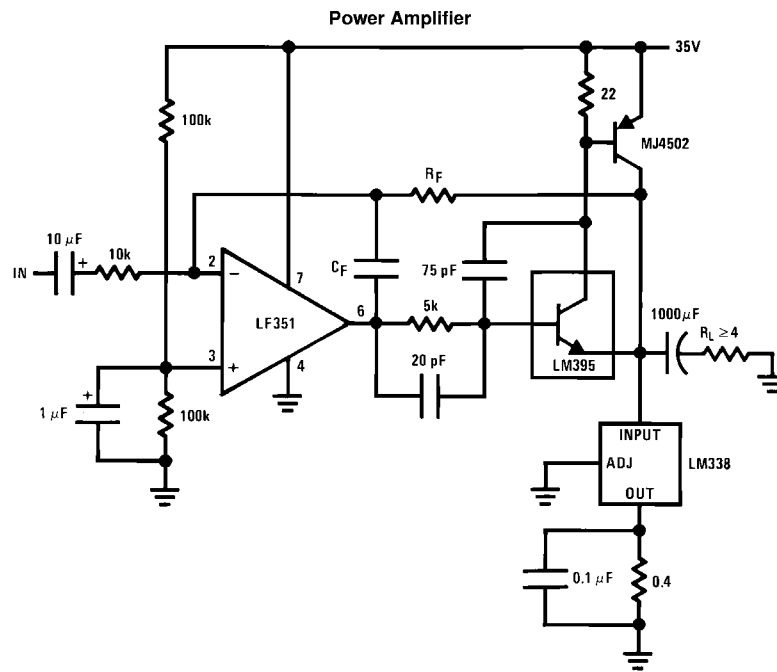 Power Amplifier
35V
22
100k
MJ4502
R_F
10 μF
+
IN
10k
2
−
7
C_F
75 pF
1000 μF
LF351
6
5k
R_L ≥4
LM395
3
+
4
20 pF
+
1 μF
100k
INPUT
ADJ
LM338
OUT
0.1 μF
0.4